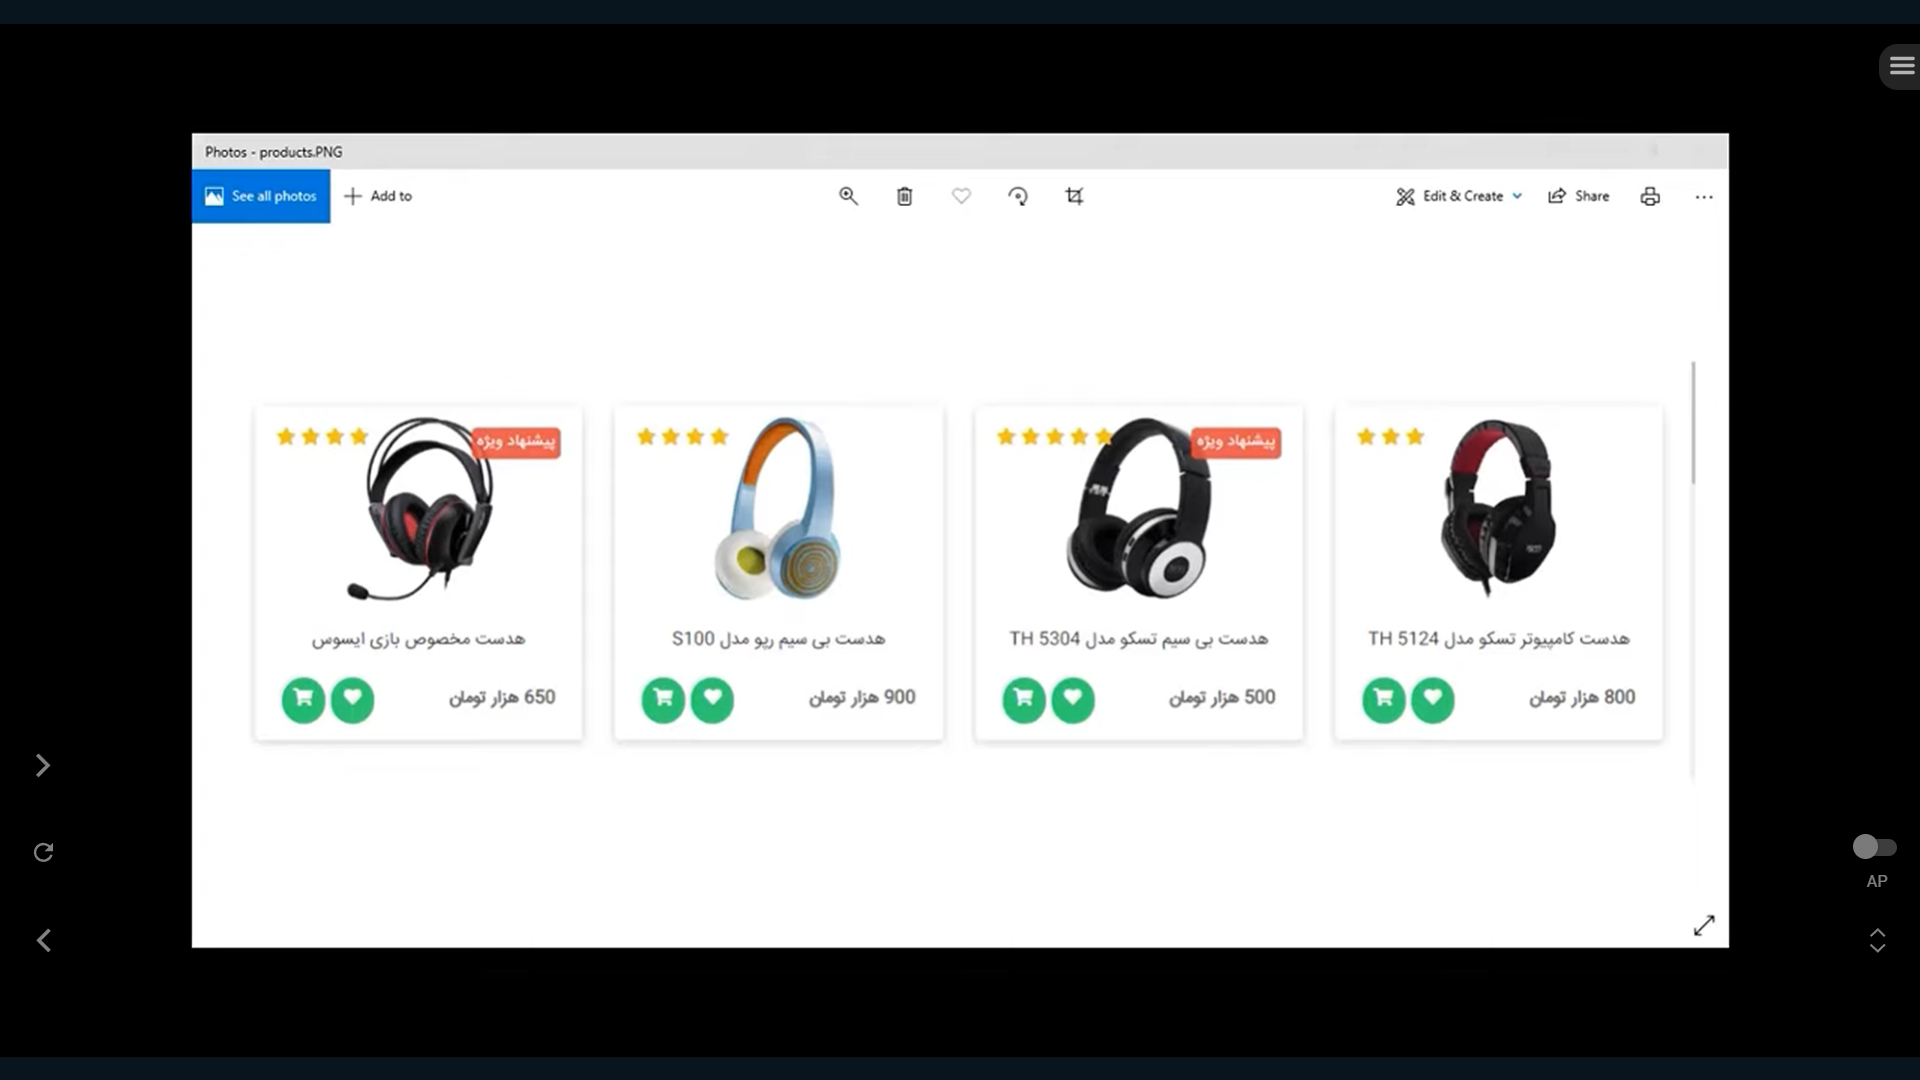 Photos - products.PNG
See all photos
Add to
Edit & Create
Share
پیشنهاد ویژه
هدست مخصوص بازی ایسوس
650 هزار تومان
هدست بی سیم رپو مدل S100
900 هزار تومان
پیشنهاد ویژه
هدست بی سیم تسکو مدل TH 5304
500 هزار تومان
هدست کامپیوتر تسکو مدل TH 5124
800 هزار تومان
AP